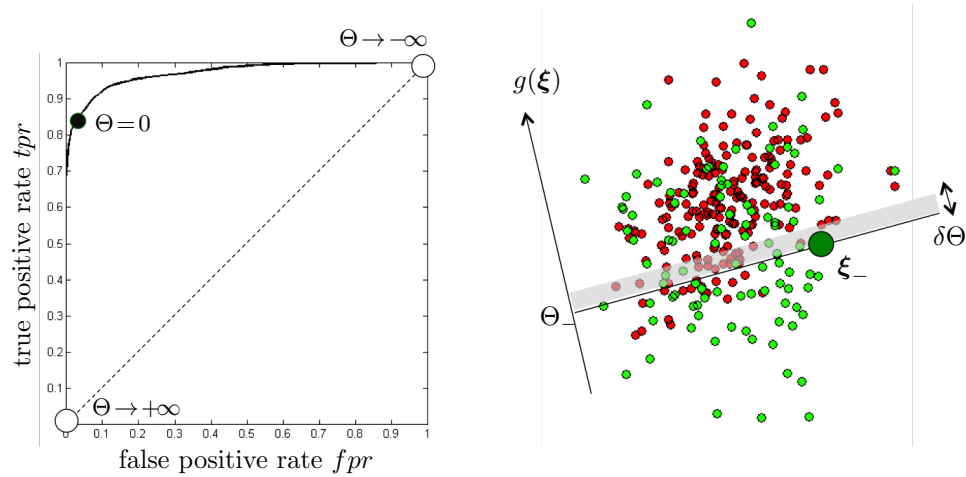 Θ → −∞
1
0.9
0.8
0.7
0.6
0.5
0.4
0.3
0.2
0.1
Θ = 0
Θ → +∞
0 0.1 0.2 0.3 0.4 0.5 0.6 0.7 0.8 0.9 1
true positive rate tpr
false positive rate fpr
g(ξ)
δΘ
ξ₋
Θ₋